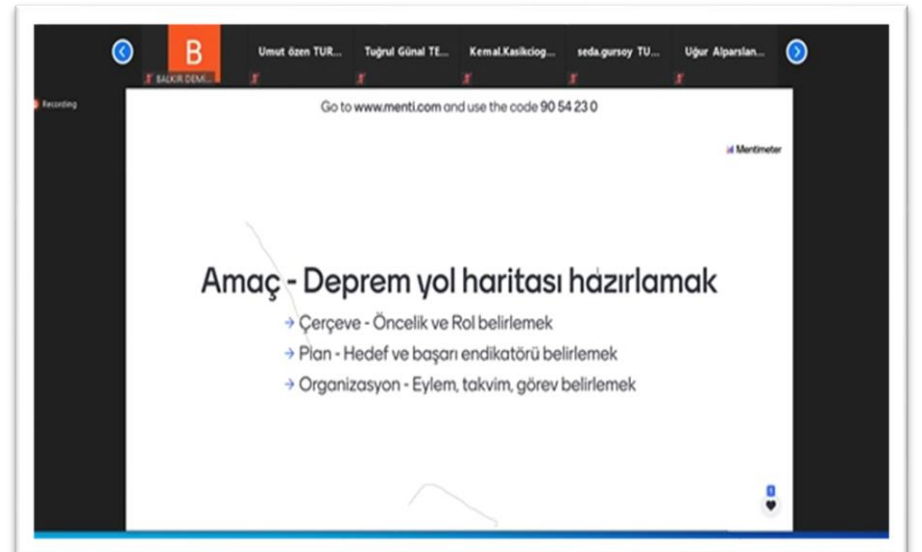 B
BALKIR DEMİ...
Umut özen TUR...
Tuğrul Günal TE...
Kemal.Kasikciog...
seda.gursoy TU...
Uğur Alparslan...
Recording
Go to www.menti.com and use the code 90 54 23 0
Mentimeter
Amaç - Deprem yol haritası hazırlamak
→ Çerçeve - Öncelik ve Rol belirlemek
→ Plan - Hedef ve başarı endikatörü belirlemek
→ Organizasyon - Eylem, takvim, görev belirlemek
1